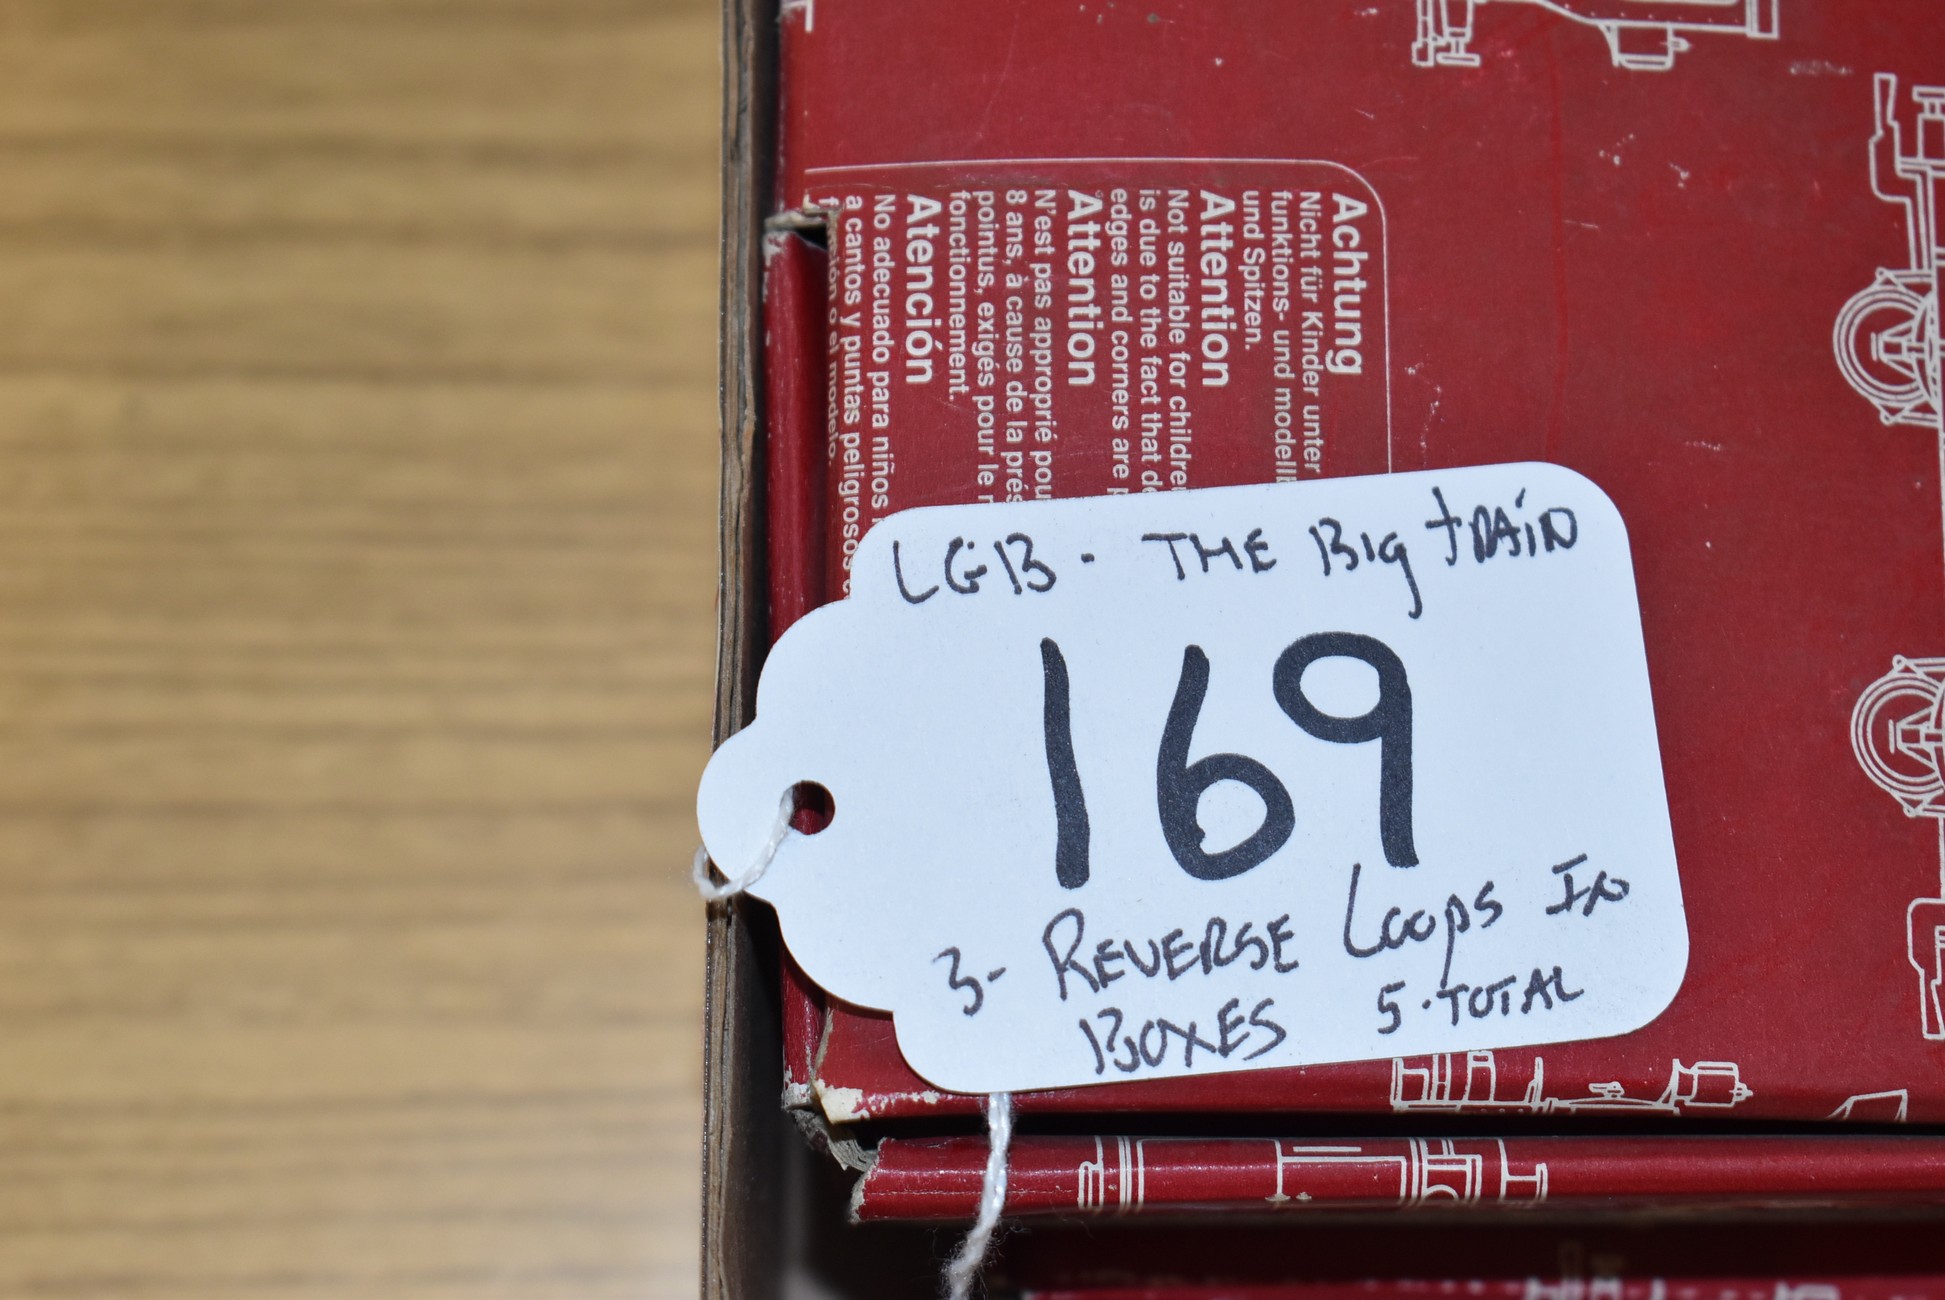 Achtung
Nicht für Kinder unter
funktions- und modell
und Spitzen.
Attention
Not suitable for childre
is due to the fact that de
edges and corners are p
Attention
N'est pas approprié pou
8 ans, à cause de la prés
pointus, exigés pour le
fonctionnement.
Atención
No adecuado para niños
a cantos y puntas peligrosos
o el modelo.
LGB. THE Big train
169
3- REVERSE LOOPS IN
BOXES 5.TOTAL